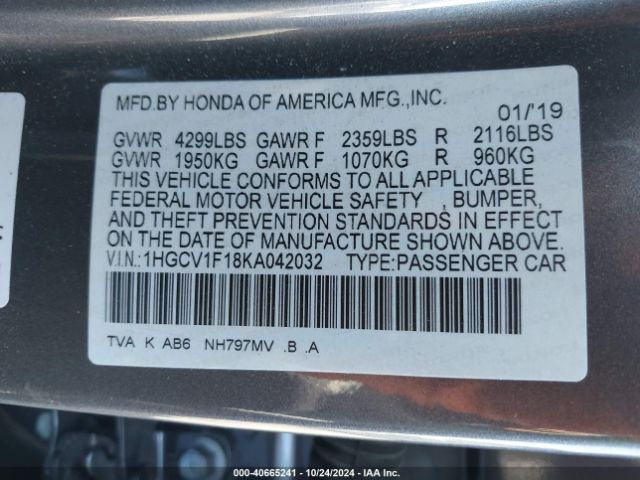 MFD.BY HONDA OF AMERICA MFG.,INC.
01/'19
GVWR 4299LBS GAWR F 2359LBS R 2116LBS
GVWR 1950KG GAWR F 1070KG R 960KG
THIS VEHICLE CONFORMS TO ALL APPLICABLE
FEDERAL MOTOR VEHICLE SAFETY , BUMPER,
AND THEFT PREVENTION STANDARDS IN EFFECT
ON THE DATE OF MANUFACTURE SHOWN ABOVE.
V.I.N.:1HGCV1F18KA042032 TYPE:PASSENGER CAR
TVA K AB6 NH797MV .B .A
000-40665241 - 10/24/2024 - IAA Inc.